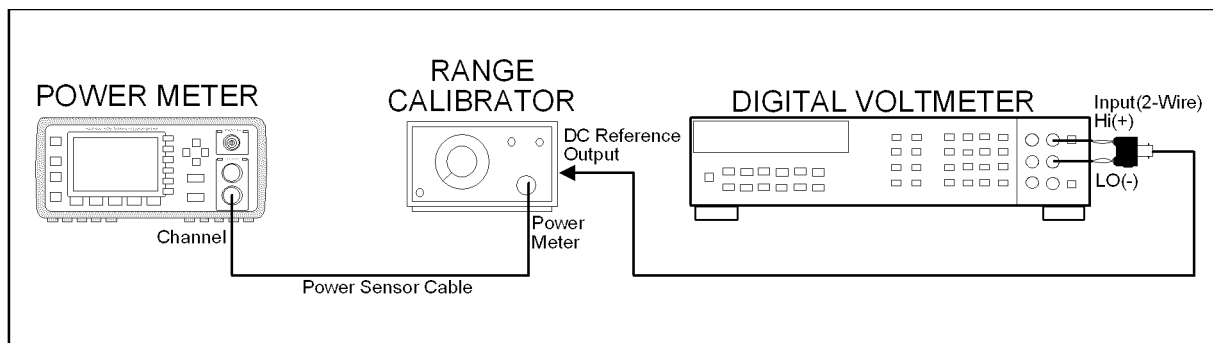 POWER METER
RANGE
CALIBRATOR
DIGITAL VOLTMETER
Input(2-Wire)
Hi(+)
LO(-)
DC Reference
Output
Power
Meter
Channel
Power Sensor Cable